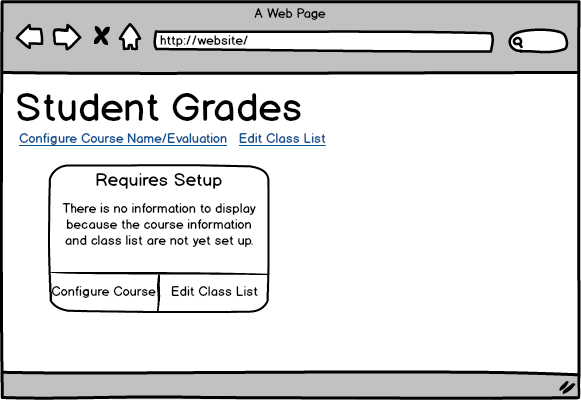 A Web Page
http://website/
Student Grades
Configure Course Name/Evaluation Edit Class List
Requires Setup
There is no information to display
because the course information
and class list are not yet set up.
Configure Course Edit Class List